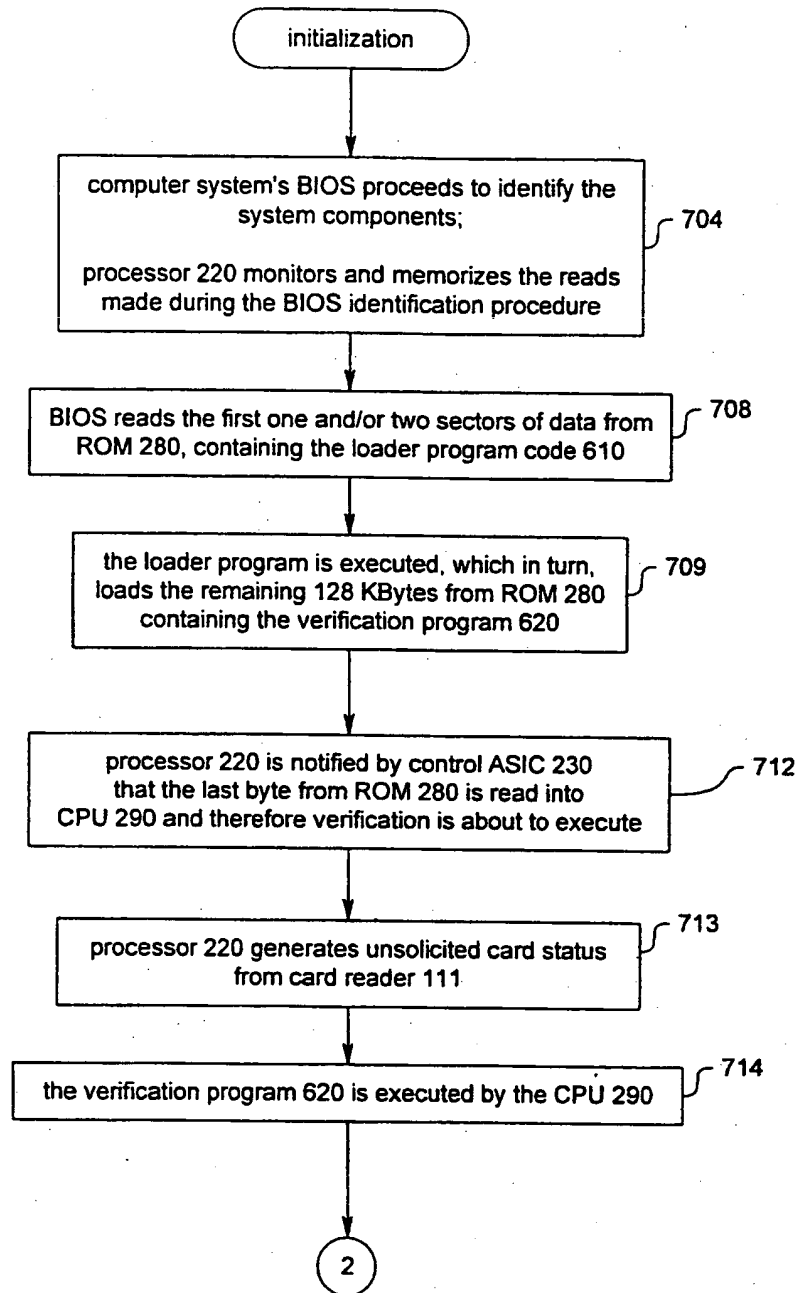 initialization
computer system's BIOS proceeds to identify the
system components;
processor 220 monitors and memorizes the reads
made during the BIOS identification procedure
704
BIOS reads the first one and/or two sectors of data from
ROM 280, containing the loader program code 610
708
the loader program is executed, which in turn,
loads the remaining 128 KBytes from ROM 280
containing the verification program 620
709
processor 220 is notified by control ASIC 230
that the last byte from ROM 280 is read into
CPU 290 and therefore verification is about to execute
712
processor 220 generates unsolicited card status
from card reader 111
713
the verification program 620 is executed by the CPU 290
714
2